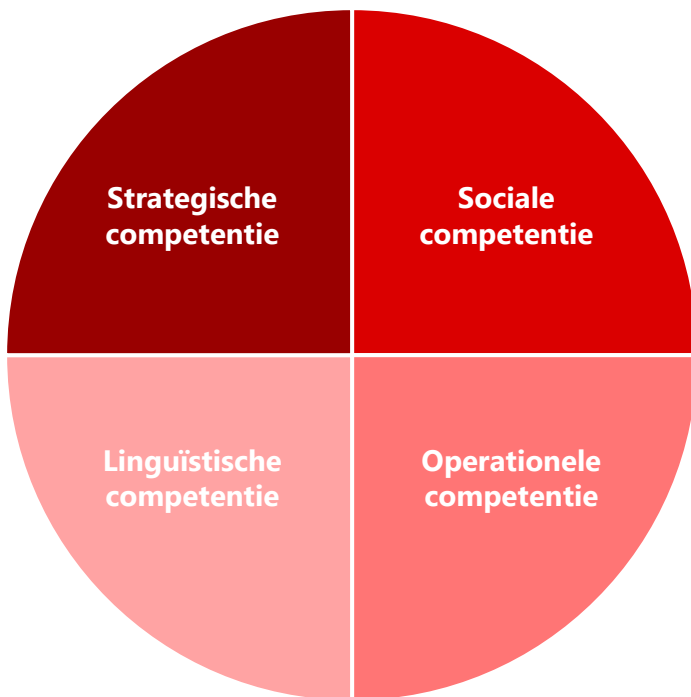 Strategische
competentie
Sociale
competentie
Linguïstische
competentie
Operationele
competentie